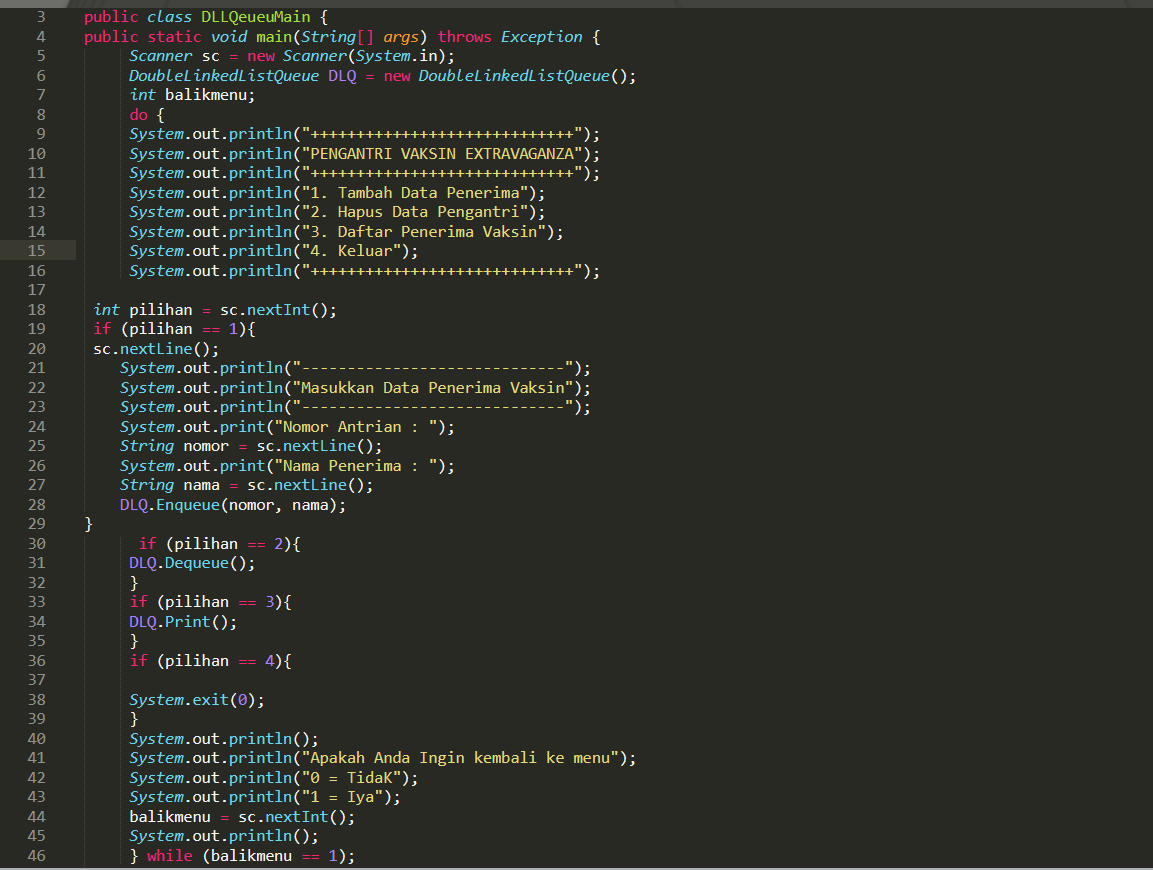 3 public class DLLQeueuMain {
4 public static void main(String[] args) throws Exception {
5 Scanner sc = new Scanner(System.in);
6 DoubleLinkedListQueue DLQ = new DoubleLinkedListQueue();
7 int balikmenu;
8 do {
9 System.out.println("+++++++++++++++++++++++++++++");
10 System.out.println("PENGANTRI VAKSIN EXTRAVAGANZA");
11 System.out.println("+++++++++++++++++++++++++++++");
12 System.out.println("1. Tambah Data Penerima");
13 System.out.println("2. Hapus Data Pengantri");
14 System.out.println("3. Daftar Penerima Vaksin");
15 System.out.println("4. Keluar");
16 System.out.println("+++++++++++++++++++++++++++++");
17
18 int pilihan = sc.nextInt();
19 if (pilihan == 1){
20 sc.nextLine();
21 System.out.println("-----------------------------");
22 System.out.println("Masukkan Data Penerima Vaksin");
23 System.out.println("-----------------------------");
24 System.out.print("Nomor Antrian : ");
25 String nomor = sc.nextLine();
26 System.out.print("Nama Penerima : ");
27 String nama = sc.nextLine();
28 DLQ.Enqueue(nomor, nama);
29 }
30 if (pilihan == 2){
31 DLQ.Dequeue();
32 }
33 if (pilihan == 3){
34 DLQ.Print();
35 }
36 if (pilihan == 4){
37
38 System.exit(0);
39 }
40 System.out.println();
41 System.out.println("Apakah Anda Ingin kembali ke menu");
42 System.out.println("0 = TidaK");
43 System.out.println("1 = Iya");
44 balikmenu = sc.nextInt();
45 System.out.println();
46 } while (balikmenu == 1);